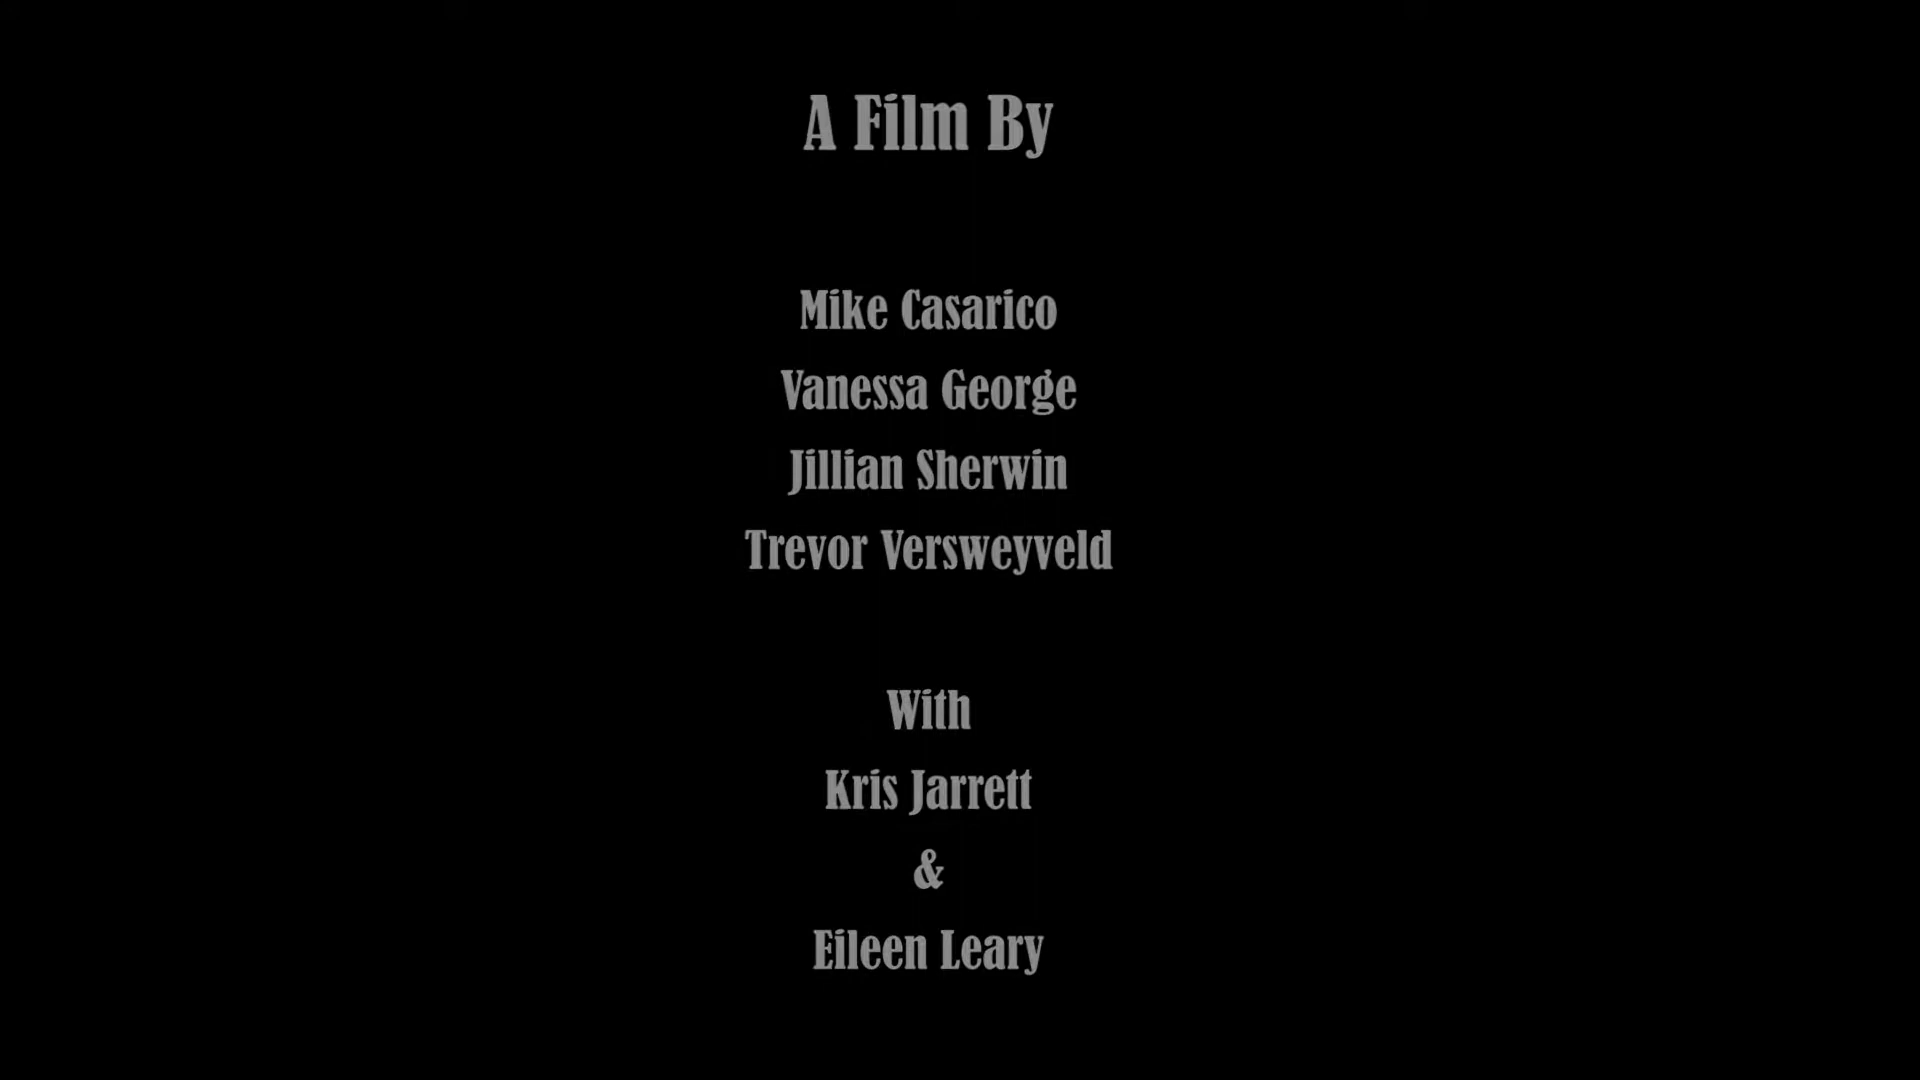 A Film By
Mike Casarico
Vanessa George
Jillian Sherwin
Trevor Versweyveld
With
Kris Jarrett
&
Eileen Leary